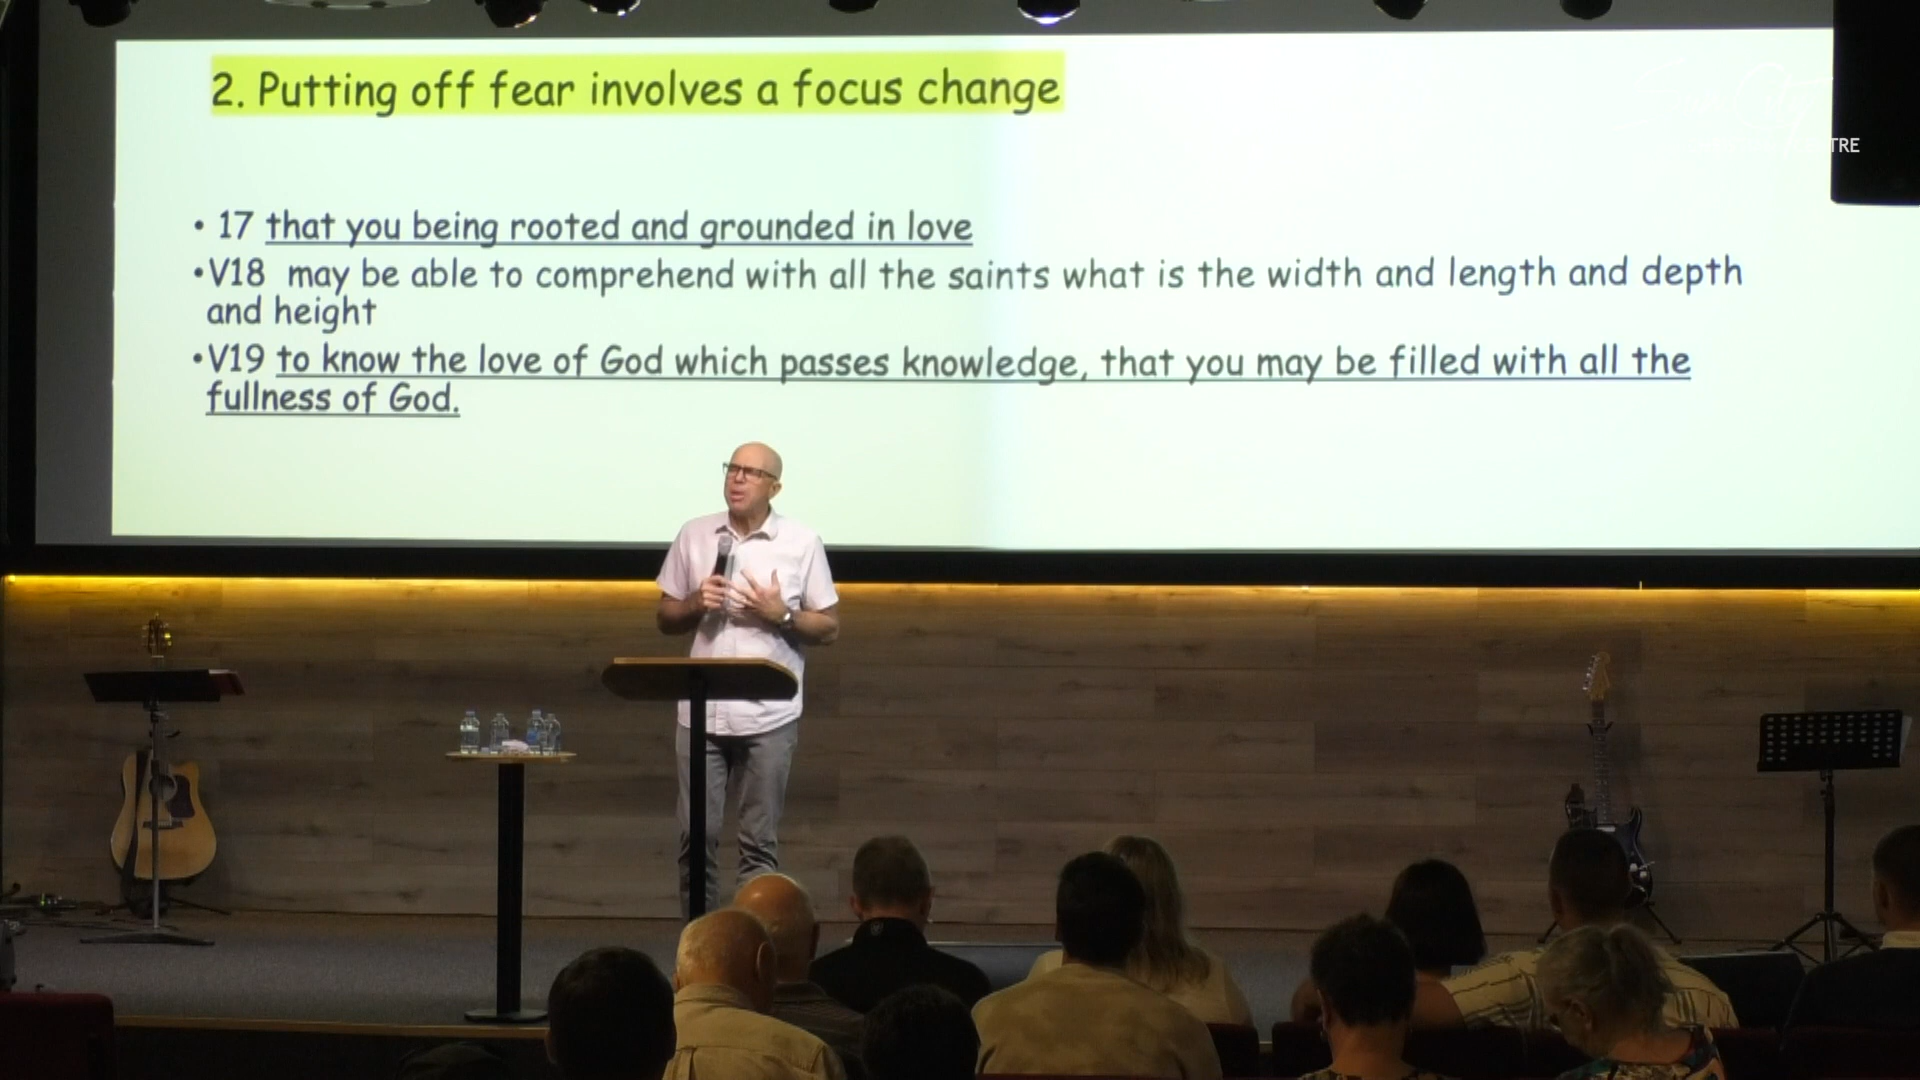 2. Putting off fear involves a focus change
• 17 that you being rooted and grounded in love
•V18 may be able to comprehend with all the saints what is the width and length and depth
and height
•V19 to know the love of God which passes knowledge, that you may be filled with all the
fullness of God.